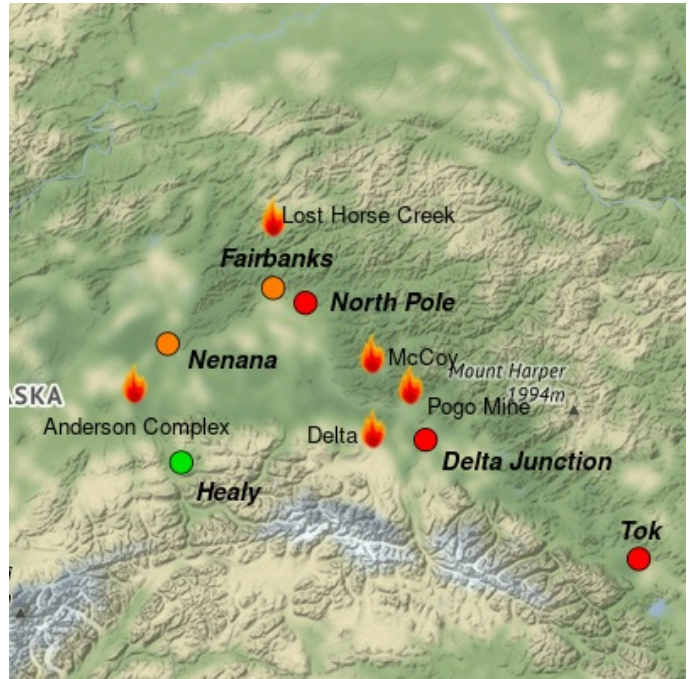 Lost Horse Creek
Fairbanks
North Pole
Nenana
McCoy
Mount Harper
1994m
ASKA
Pogo Mine
Anderson Complex
Delta
Delta Junction
Healy
Tok